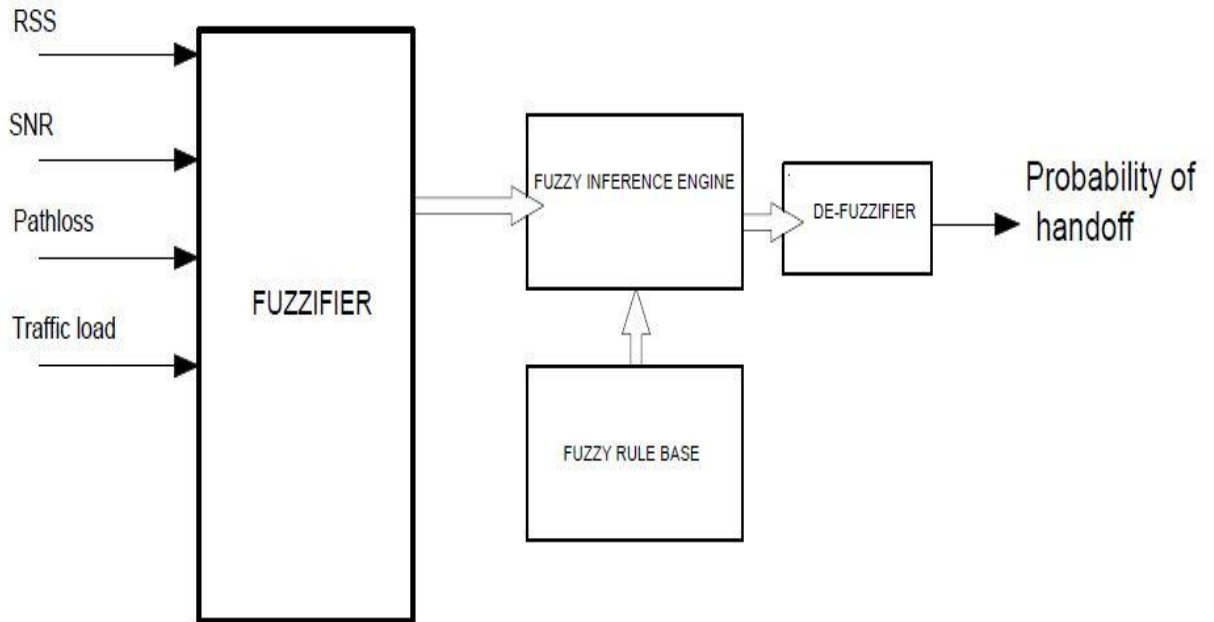 RSS
SNR
Pathloss
Traffic load
FUZZIFIER
FUZZY INFERENCE ENGINE
FUZZY RULE BASE
DE-FUZZIFIER
Probability of
handoff